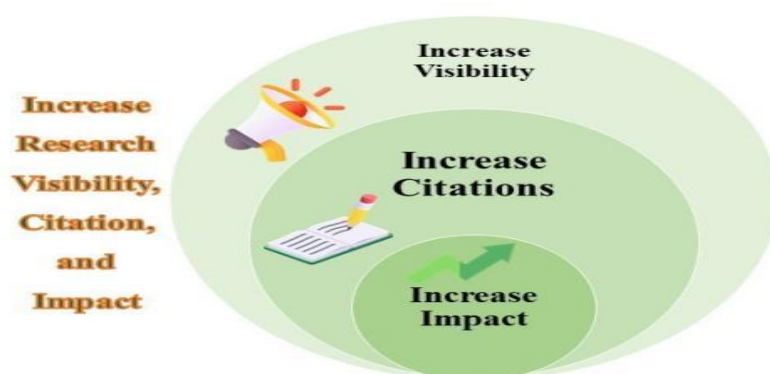 Increase
Research
Visibility,
Citation,
and
Impact
Increase
Visibility
Increase
Citations
Increase
Impact